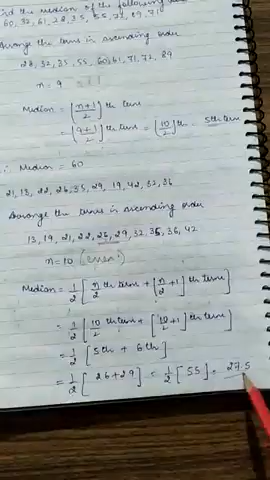 Find the median of the following
60, 32, 61, 28, 35, 55, 72, 89, 71
Arrange the terms in ascending order
28, 32, 35, 55, 60, 61, 71, 72, 89
n = 9
Median = [n+1/2]th term
= [9+1/2]th term = [10/2]th 5th term
∴ Median = 60
21, 13, 22, 26, 35, 29, 19, 42, 32, 36
Arrange the terms in ascending order
13, 19, 21, 22, 26, 29, 32, 35, 36, 42
n = 10 (even)
Median = 1/2 [n/2 th term + [n/2 + 1]th term]
= 1/2 [10/2 th term + [10/2 + 1]th term]
= 1/2 [5th + 6th]
= 1/2 [26+29] = 1/2 [55] = 27.5